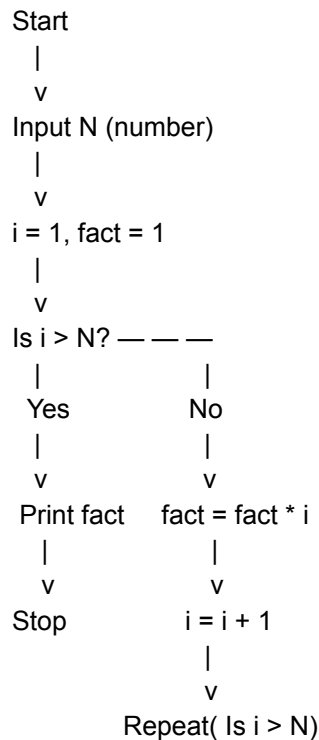 Start
|
v
Input N (number)
|
v
i = 1, fact = 1
|
v
Is i > N? — — —
| |
Yes No
| |
v v
Print fact fact = fact * i
| |
v v
Stop i = i + 1
|
v
Repeat( Is i > N)